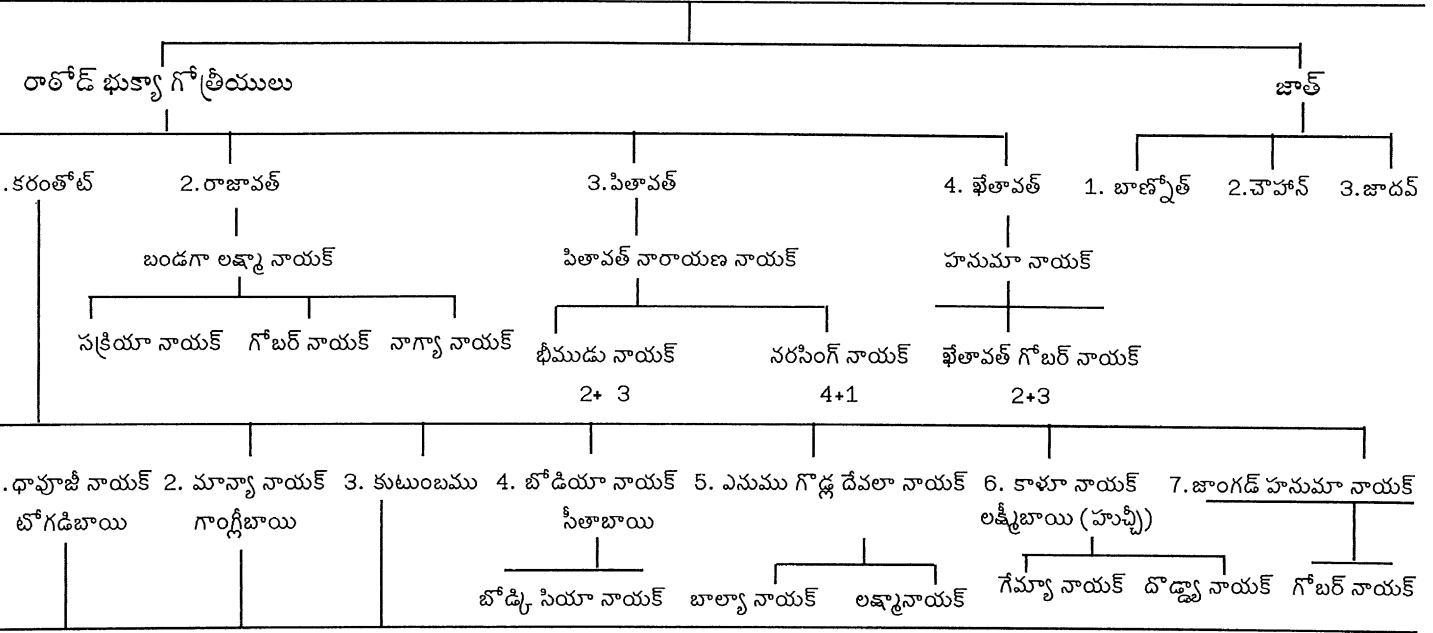 రాఠోడ్ భుక్యా గోత్రీయులు జాత్
.కరంతోట్ 2.రాజావత్ 3.పితావత్ 4. ఖేతావత్ 1. బాణ్నోత్ 2.చౌహాన్ 3.జాదవ్
బండగా లక్ష్మా నాయక్ పితావత్ నారాయణ నాయక్ హనుమా నాయక్
సక్రియా నాయక్ గోబర్ నాయక్ నాగ్యా నాయక్ భీముడు నాయక్ నరసింగ్ నాయక్ ఖేతావత్ గోబర్ నాయక్
2+ 3 4+1 2+3
.ధావూజీ నాయక్ 2. మాన్యా నాయక్ 3. కుటుంబము 4. బోడియా నాయక్ 5. ఎనుము గొడ్ల దేవలా నాయక్ 6. కాళూ నాయక్ 7.జాంగడ్ హనుమా నాయక్
టోగడిబాయి గాంగ్లీబాయి సీతాబాయి లక్ష్మీబాయి (హుచ్చీ)
బోడ్కి సియా నాయక్ బాల్యా నాయక్ లక్ష్మానాయక్ గేమ్యా నాయక్ దొడ్డ్యా నాయక్ గోబర్ నాయక్